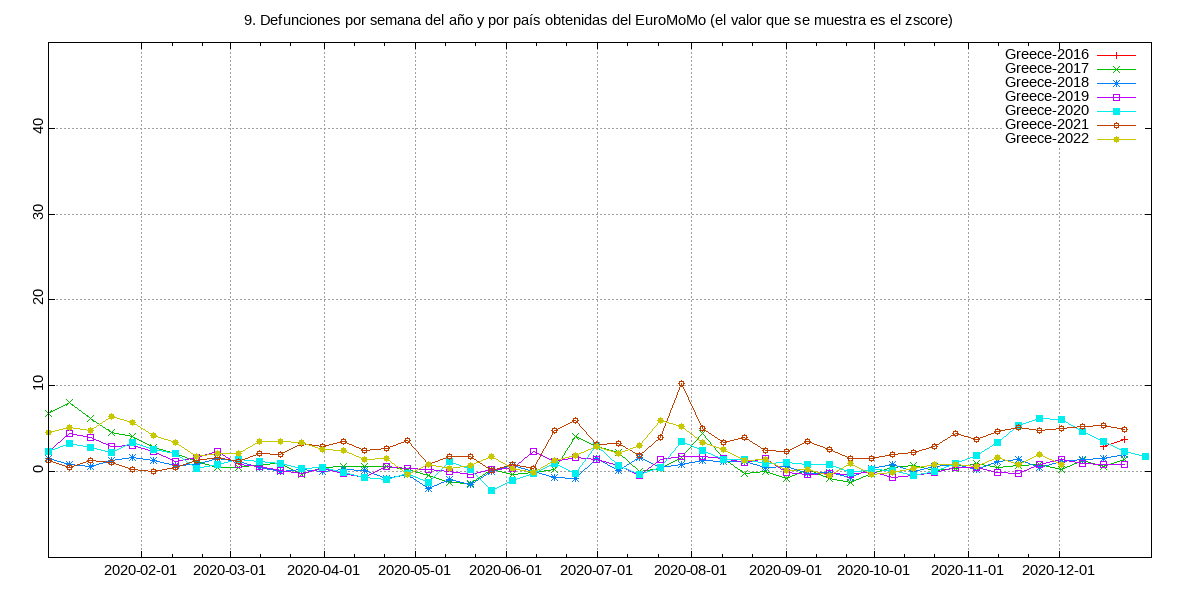 9. Defunciones por semana del año y por país obtenidas del EuroMoMo (el valor que se muestra es el zscore)
Greece-2016
Greece-2017
Greece-2018
Greece-2019
Greece-2020
Greece-2021
Greece-2022
40
30
20
10
0
2020-02-01 2020-03-01 2020-04-01 2020-05-01 2020-06-01 2020-07-01 2020-08-01 2020-09-01 2020-10-01 2020-11-01 2020-12-01